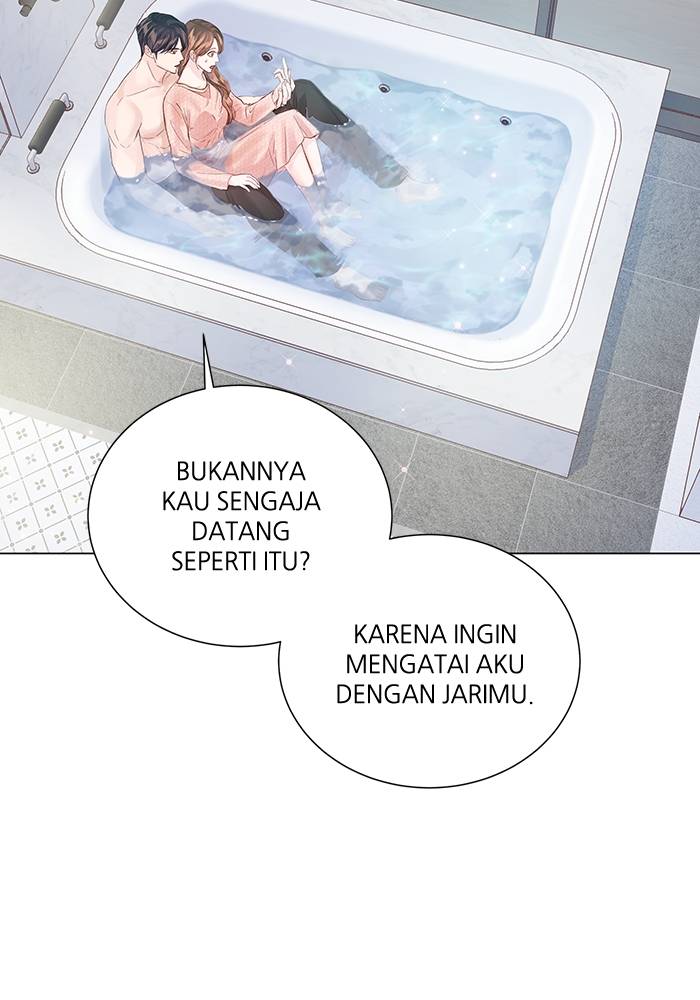 BUKANNYA
KAU SENGAJA
DATANG
SEPERTI ITU?
KARENA INGIN
MENGATAI AKU
DENGAN JARIMU.